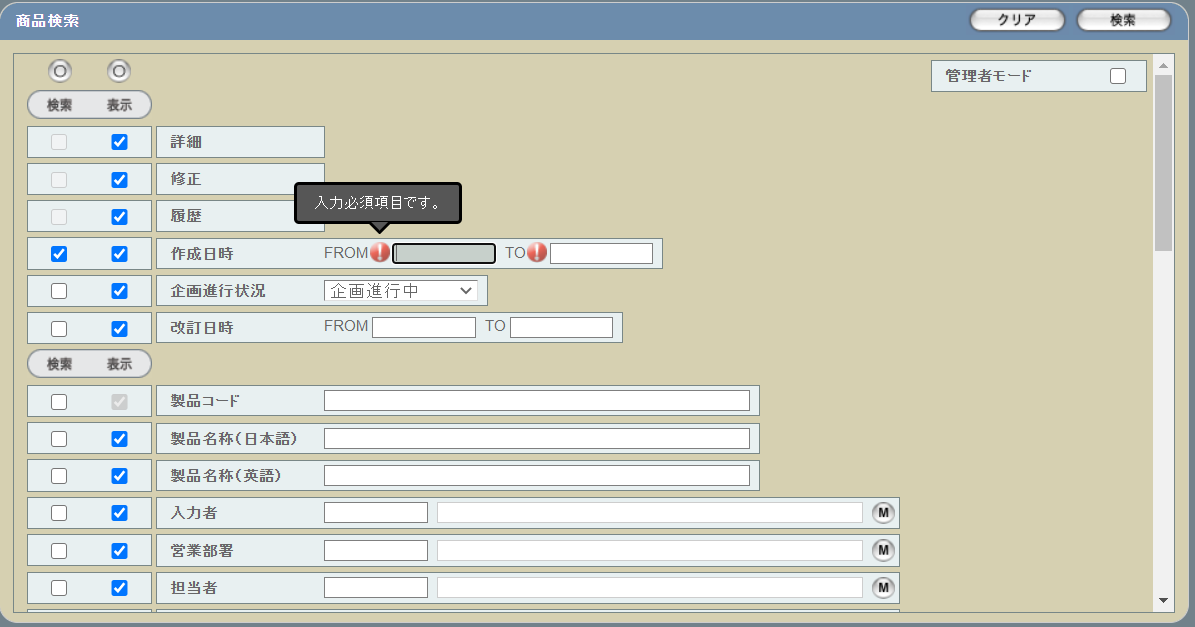 商品検索 クリア 検索
管理者モード
検索 表示
詳細
修正
入力必須項目です。
履歴
作成日時 FROM TO
企画進行状況 企画進行中
改訂日時 FROM TO
検索 表示
製品コード
製品名称(日本語)
製品名称(英語)
入力者 M
営業部署 M
担当者 M